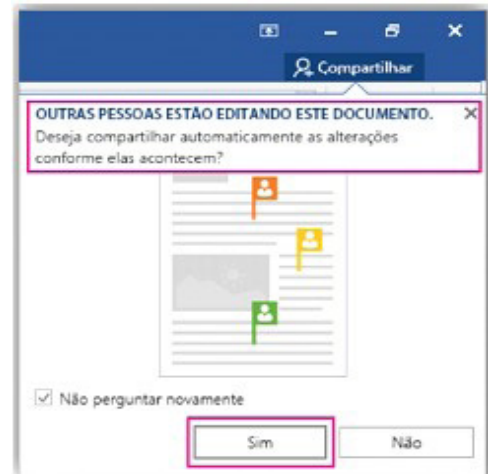 Compartilhar
OUTRAS PESSOAS ESTÃO EDITANDO ESTE DOCUMENTO.
Deseja compartilhar automaticamente as alterações
conforme elas acontecem?
Não perguntar novamente
Sim Não